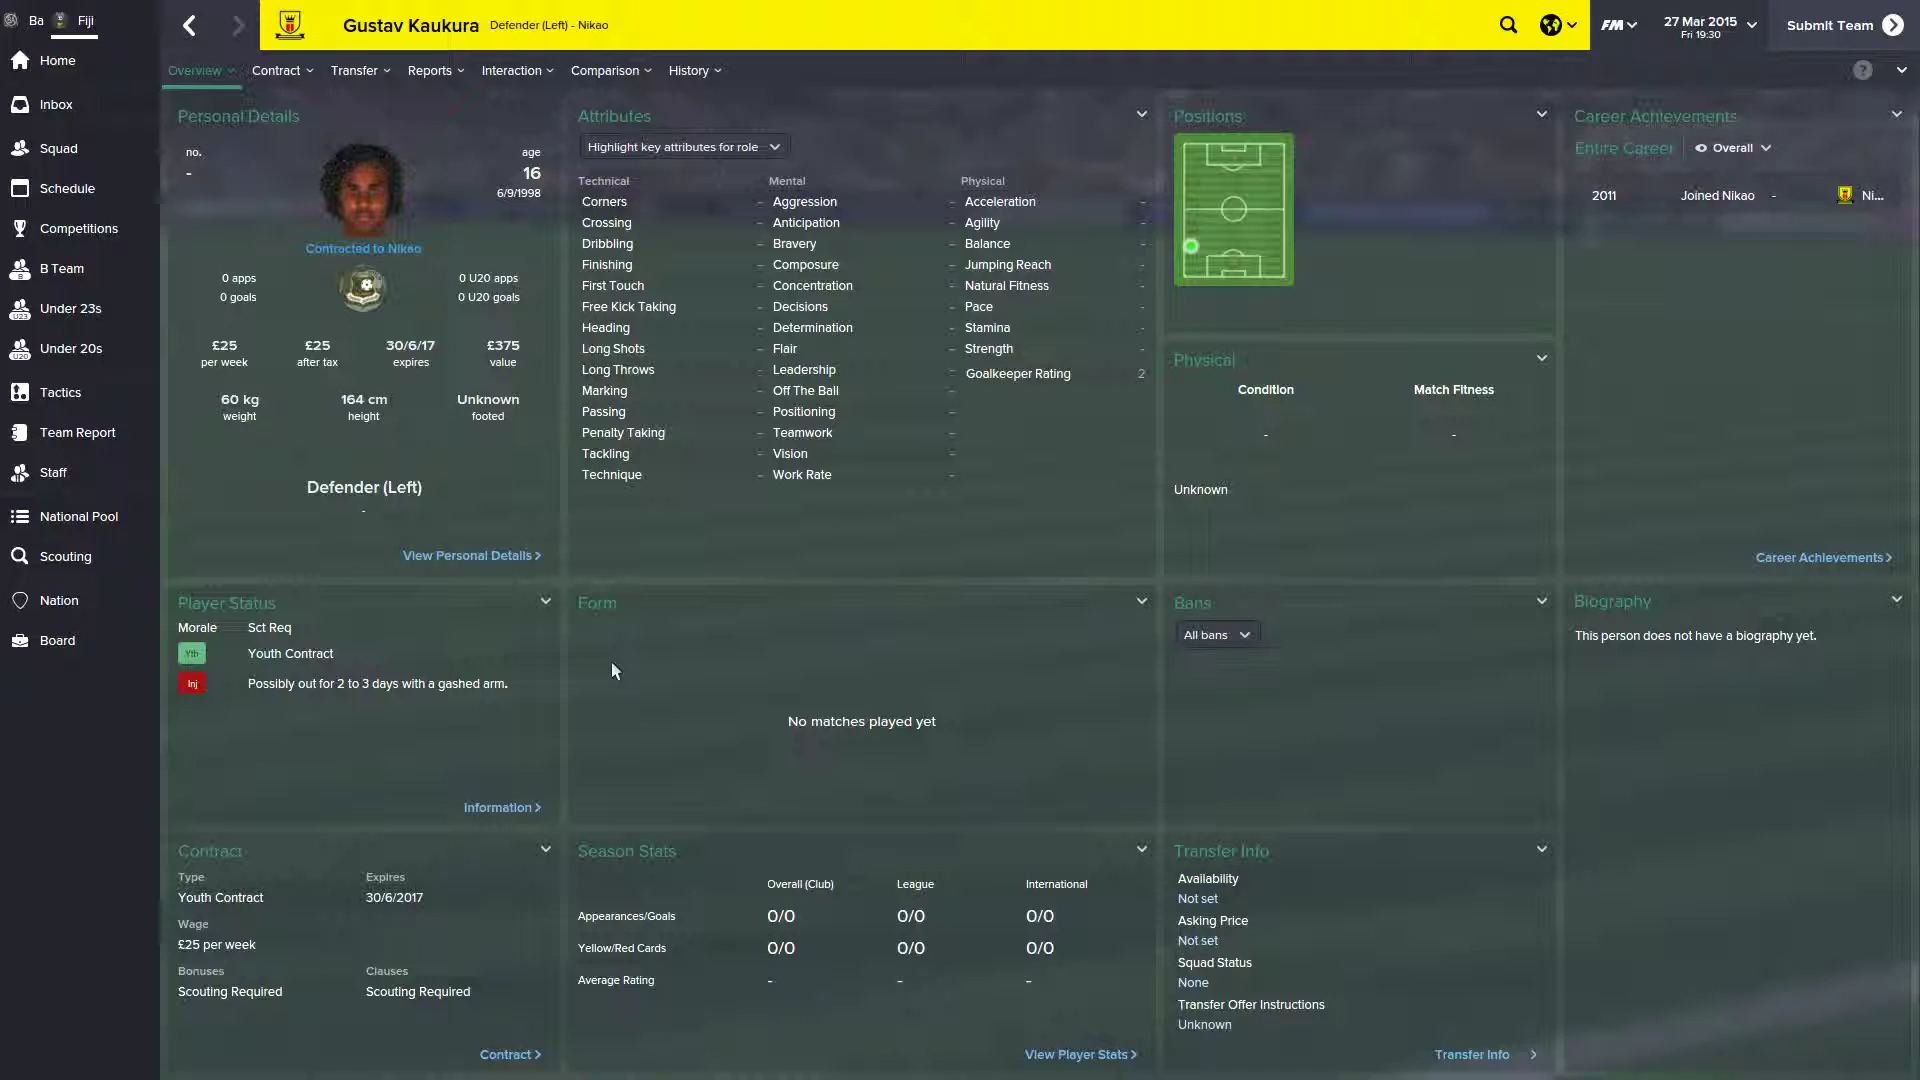 Ba
Fiji
Gustav Kaukura
Defender (Left) - Nikao
FM
27 Mar 2015
Fri 19:30
Submit Team
Home
Inbox
Squad
Schedule
Competitions
B Team
Under 23s
Under 20s
Tactics
Team Report
Staff
National Pool
Scouting
Nation
Board
Overview
Contract
Transfer
Reports
Interaction
Comparison
History
?
Personal Details
no.
-
age
16
6/9/1998
Contracted to Nikao
0 apps
0 goals
0 U20 apps
0 U20 goals
£25
per week
£25
after tax
30/6/17
expires
£375
value
60 kg
weight
164 cm
height
Unknown
footed
Defender (Left)
-
View Personal Details >
Attributes
Highlight key attributes for role
Technical
Corners -
Crossing -
Dribbling -
Finishing -
First Touch -
Free Kick Taking -
Heading -
Long Shots -
Long Throws -
Marking -
Passing -
Penalty Taking -
Tackling -
Technique -
Mental
Aggression -
Anticipation -
Bravery -
Composure -
Concentration -
Decisions -
Determination -
Flair -
Leadership -
Off The Ball -
Positioning -
Teamwork -
Vision -
Work Rate -
Physical
Acceleration -
Agility -
Balance -
Jumping Reach -
Natural Fitness -
Pace -
Stamina -
Strength -
Goalkeeper Rating 2
Positions
Physical
Condition
-
Match Fitness
-
Unknown
Career Achievements
Entire Career
Overall
2011 Joined Nikao - Ni...
Career Achievements >
Player Status
Morale Sct Req
Yth Youth Contract
Inj Possibly out for 2 to 3 days with a gashed arm.
Information >
Form
No matches played yet
Bans
All bans
Biography
This person does not have a biography yet.
Contract
Type
Youth Contract
Expires
30/6/2017
Wage
£25 per week
Bonuses
Scouting Required
Clauses
Scouting Required
Contract >
Season Stats
Overall (Club) League International
Appearances/Goals 0/0 0/0 0/0
Yellow/Red Cards 0/0 0/0 0/0
Average Rating - - -
View Player Stats >
Transfer Info
Availability
Not set
Asking Price
Not set
Squad Status
None
Transfer Offer Instructions
Unknown
Transfer Info >